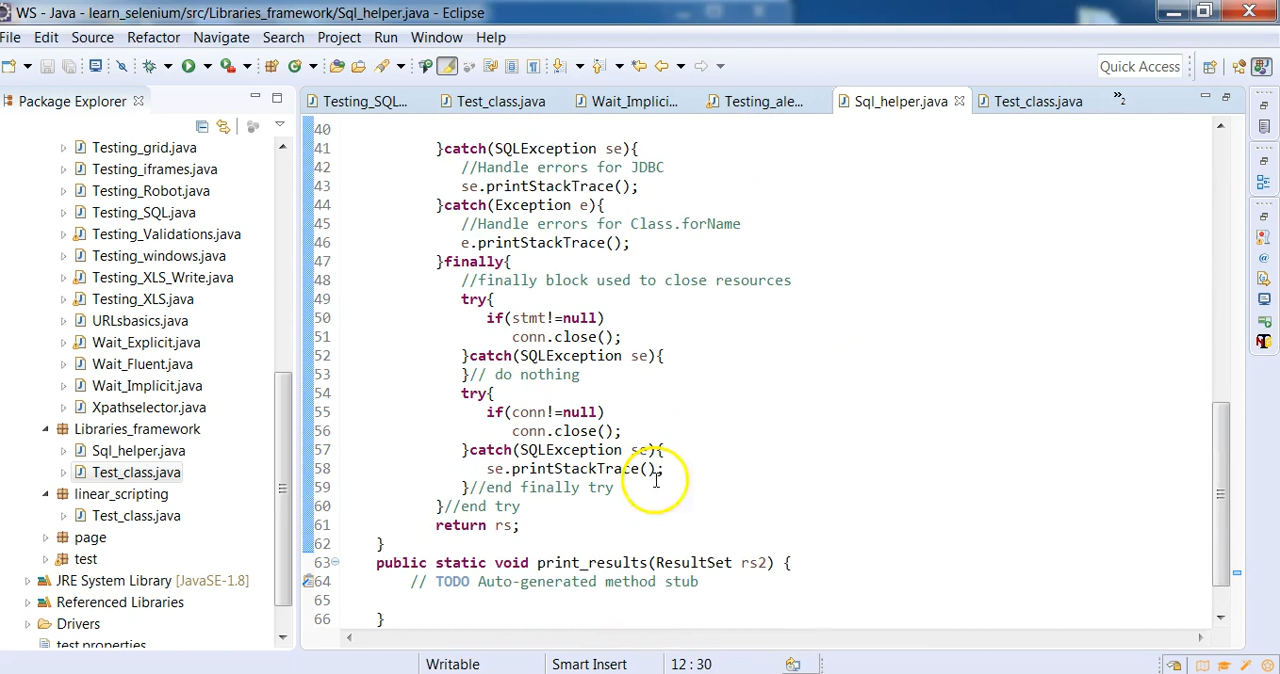 WS - Java - learn_selenium/src/Libraries_framework/Sql_helper.java - Eclipse
File Edit Source Refactor Navigate Search Project Run Window Help
Quick Access
Package Explorer
Testing_SQL... Test_class.java Wait_Implici... Testing_ale... Sql_helper.java Test_class.java »2
Testing_grid.java
Testing_iframes.java
Testing_Robot.java
Testing_SQL.java
Testing_Validations.java
Testing_windows.java
Testing_XLS_Write.java
Testing_XLS.java
URLsbasics.java
Wait_Explicit.java
Wait_Fluent.java
Wait_Implicit.java
Xpathselector.java
Libraries_framework
Sql_helper.java
Test_class.java
linear_scripting
Test_class.java
page
test
JRE System Library [JavaSE-1.8]
Referenced Libraries
Drivers
test.properties
40
41 }catch(SQLException se){
42 //Handle errors for JDBC
43 se.printStackTrace();
44 }catch(Exception e){
45 //Handle errors for Class.forName
46 e.printStackTrace();
47 }finally{
48 //finally block used to close resources
49 try{
50 if(stmt!=null)
51 conn.close();
52 }catch(SQLException se){
53 }// do nothing
54 try{
55 if(conn!=null)
56 conn.close();
57 }catch(SQLException se){
58 se.printStackTrace();
59 }//end finally try
60 }//end try
61 return rs;
62 }
63 public static void print_results(ResultSet rs2) {
64 // TODO Auto-generated method stub
65
66 }
Writable Smart Insert 12 : 30